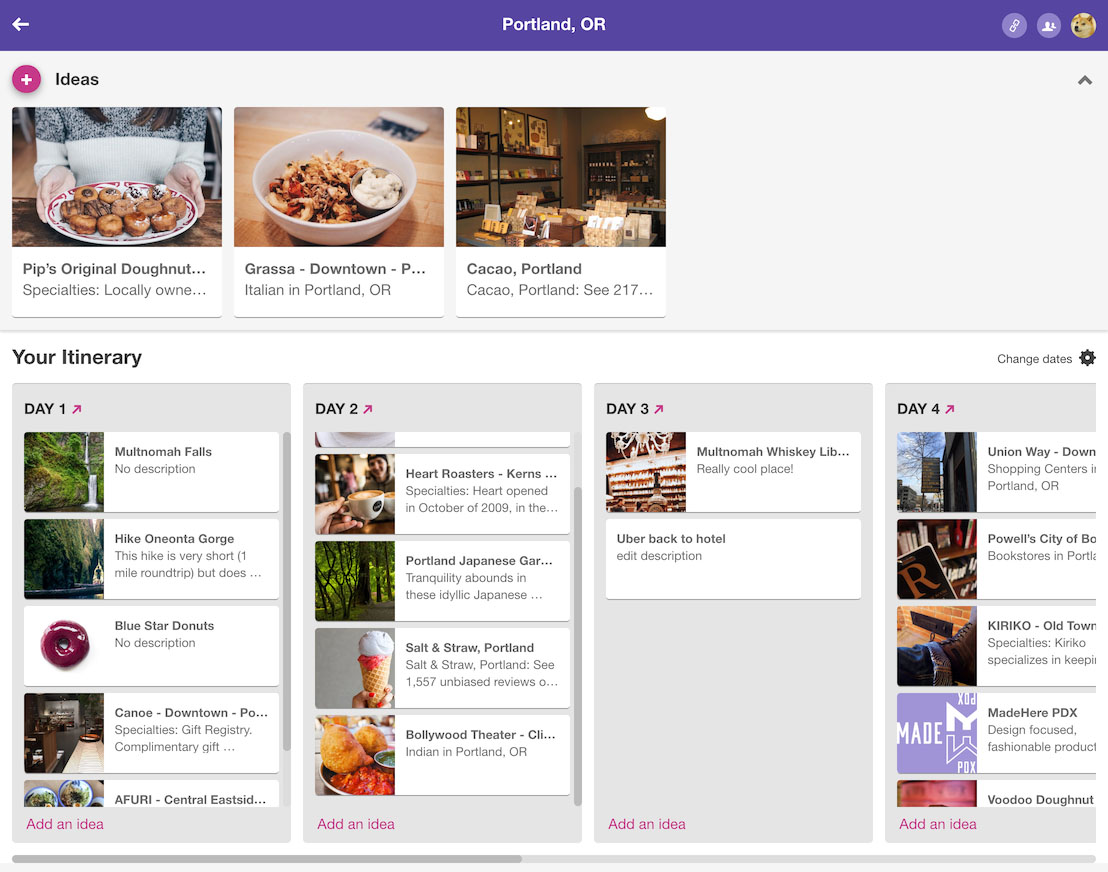 Portland, OR
Ideas
Pip's Original Doughnut...
Specialties: Locally owne...
Grassa - Downtown - P...
Italian in Portland, OR
Cacao, Portland
Cacao, Portland: See 217...
Your Itinerary
Change dates
DAY 1
Multnomah Falls
No description
Hike Oneonta Gorge
This hike is very short (1
mile roundtrip) but does ...
Blue Star Donuts
No description
Canoe - Downtown - Po...
Specialties: Gift Registry.
Complimentary gift ...
AFURI - Central Eastsid...
Add an idea
DAY 2
Heart Roasters - Kerns ...
Specialties: Heart opened
in October of 2009, in the...
Portland Japanese Gar...
Tranquility abounds in
these idyllic Japanese ...
Salt & Straw, Portland
Salt & Straw, Portland: See
1,557 unbiased reviews o...
Bollywood Theater - Cli...
Indian in Portland, OR
Add an idea
DAY 3
Multnomah Whiskey Lib...
Really cool place!
Uber back to hotel
edit description
Add an idea
DAY 4
Union Way - Down
Shopping Centers in
Portland, OR
Powell's City of Bo
Bookstores in Portla
R
KIRIKO - Old Town
Specialties: Kiriko
specializes in keepin
MADE
PDX
PDX
MadeHere PDX
Design focused,
fashionable product
Voodoo Doughnut
Add an idea